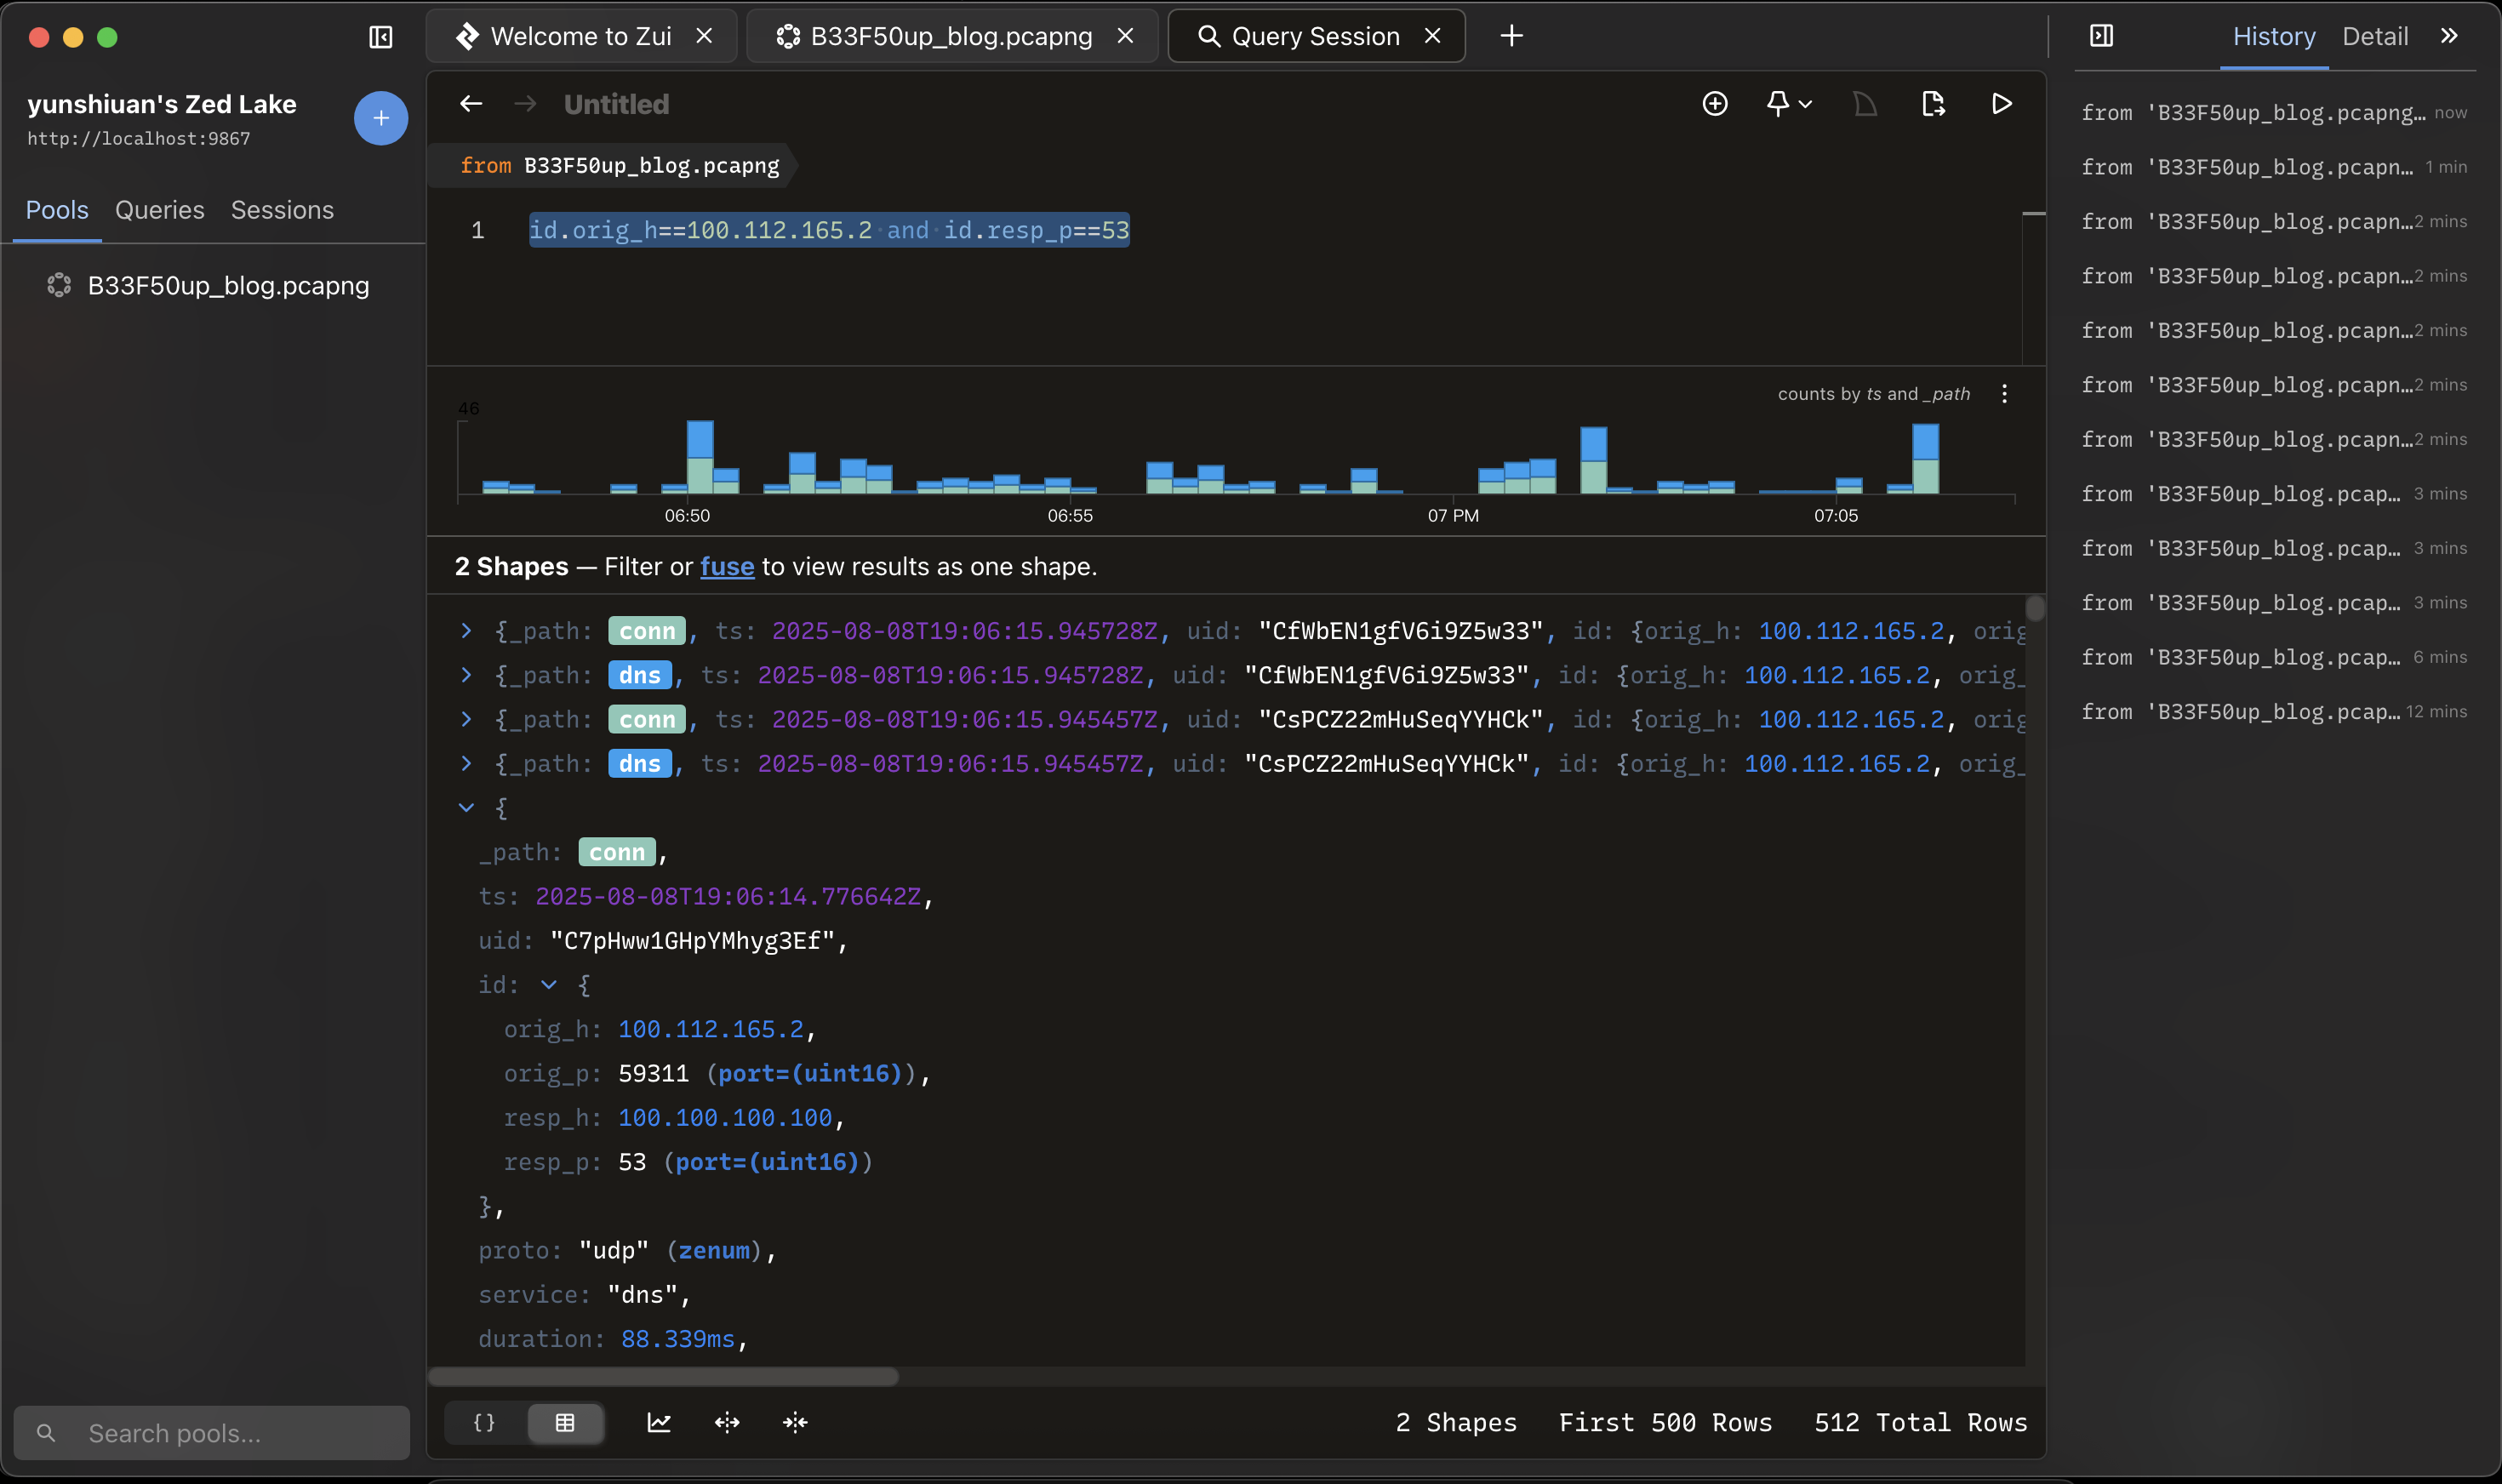 Welcome to Zui
B33F50up_blog.pcapng
Query Session
History
Detail
yunshiuan's Zed Lake
http://localhost:9867
Pools
Queries
Sessions
B33F50up_blog.pcapng
Search pools...
Untitled
from B33F50up_blog.pcapng
1 id.orig_h==100.112.165.2 and id.resp_p==53
counts by ts and _path
46
06:50
06:55
07 PM
07:05
2 Shapes — Filter or fuse to view results as one shape.
{_path: conn, ts: 2025-08-08T19:06:15.945728Z, uid: "CfWbEN1gfV6i9Z5w33", id: {orig_h: 100.112.165.2, orig
{_path: dns, ts: 2025-08-08T19:06:15.945728Z, uid: "CfWbEN1gfV6i9Z5w33", id: {orig_h: 100.112.165.2, orig_
{_path: conn, ts: 2025-08-08T19:06:15.945457Z, uid: "CsPCZ22mHuSeqYYHCk", id: {orig_h: 100.112.165.2, orig
{_path: dns, ts: 2025-08-08T19:06:15.945457Z, uid: "CsPCZ22mHuSeqYYHCk", id: {orig_h: 100.112.165.2, orig_
{
_path: conn,
ts: 2025-08-08T19:06:14.776642Z,
uid: "C7pHww1GHpYMhyg3Ef",
id: {
orig_h: 100.112.165.2,
orig_p: 59311 (port=(uint16)),
resp_h: 100.100.100.100,
resp_p: 53 (port=(uint16))
},
proto: "udp" (zenum),
service: "dns",
duration: 88.339ms,
{}
2 Shapes First 500 Rows 512 Total Rows
from 'B33F50up_blog.pcapng… now
from 'B33F50up_blog.pcapn… 1 min
from 'B33F50up_blog.pcapn… 2 mins
from 'B33F50up_blog.pcapn… 2 mins
from 'B33F50up_blog.pcapn… 2 mins
from 'B33F50up_blog.pcapn… 2 mins
from 'B33F50up_blog.pcapn… 2 mins
from 'B33F50up_blog.pcap… 3 mins
from 'B33F50up_blog.pcap… 3 mins
from 'B33F50up_blog.pcap… 3 mins
from 'B33F50up_blog.pcap… 6 mins
from 'B33F50up_blog.pcap… 12 mins